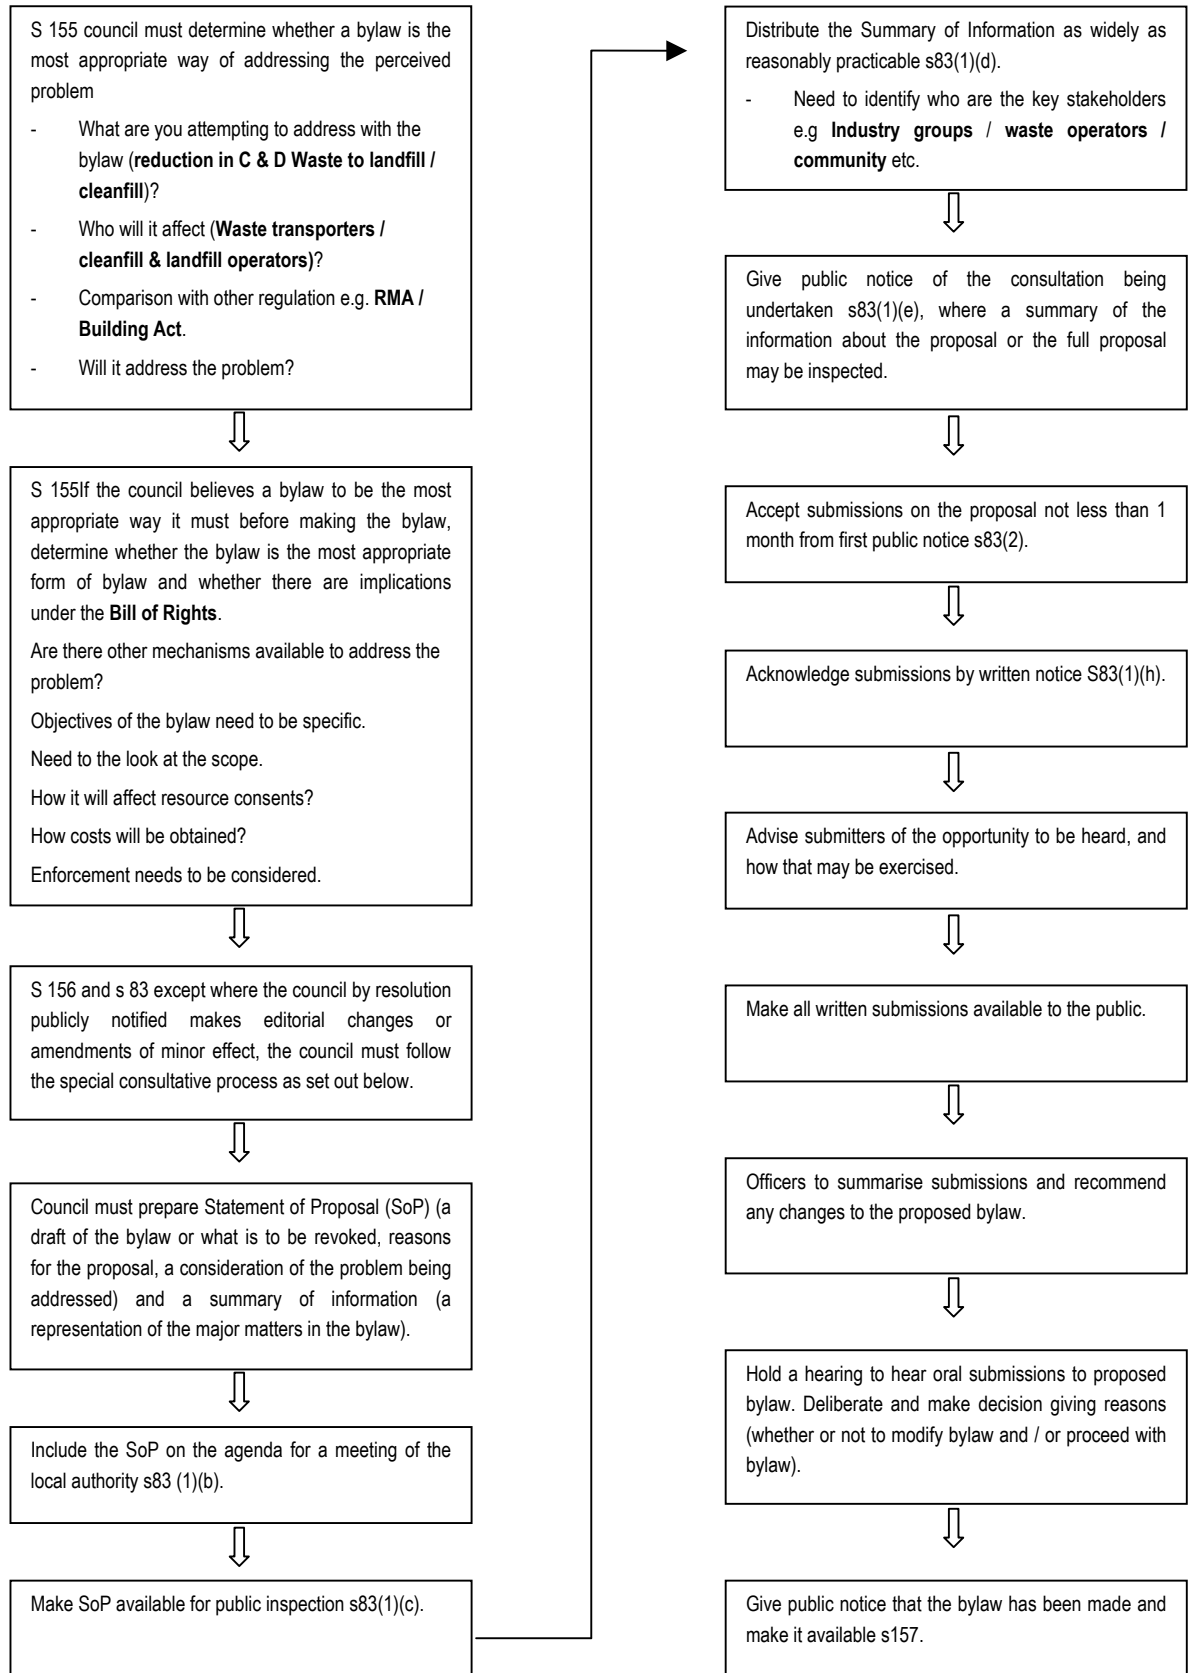 S 155 council must determine whether a bylaw is the
most appropriate way of addressing the perceived
problem
- What are you attempting to address with the
bylaw (reduction in C & D Waste to landfill /
cleanfill)?
- Who will it affect (Waste transporters /
cleanfill & landfill operators)?
- Comparison with other regulation e.g. RMA /
Building Act.
- Will it address the problem?
S 155If the council believes a bylaw to be the most
appropriate way it must before making the bylaw,
determine whether the bylaw is the most appropriate
form of bylaw and whether there are implications
under the Bill of Rights.
Are there other mechanisms available to address the
problem?
Objectives of the bylaw need to be specific.
Need to the look at the scope.
How it will affect resource consents?
How costs will be obtained?
Enforcement needs to be considered.
S 156 and s 83 except where the council by resolution
publicly notified makes editorial changes or
amendments of minor effect, the council must follow
the special consultative process as set out below.
Council must prepare Statement of Proposal (SoP) (a
draft of the bylaw or what is to be revoked, reasons
for the proposal, a consideration of the problem being
addressed) and a summary of information (a
representation of the major matters in the bylaw).
Include the SoP on the agenda for a meeting of the
local authority s83 (1)(b).
Make SoP available for public inspection s83(1)(c).
Distribute the Summary of Information as widely as
reasonably practicable s83(1)(d).
- Need to identify who are the key stakeholders
e.g Industry groups / waste operators /
community etc.
Give public notice of the consultation being
undertaken s83(1)(e), where a summary of the
information about the proposal or the full proposal
may be inspected.
Accept submissions on the proposal not less than 1
month from first public notice s83(2).
Acknowledge submissions by written notice S83(1)(h).
Advise submitters of the opportunity to be heard, and
how that may be exercised.
Make all written submissions available to the public.
Officers to summarise submissions and recommend
any changes to the proposed bylaw.
Hold a hearing to hear oral submissions to proposed
bylaw. Deliberate and make decision giving reasons
(whether or not to modify bylaw and / or proceed with
bylaw).
Give public notice that the bylaw has been made and
make it available s157.